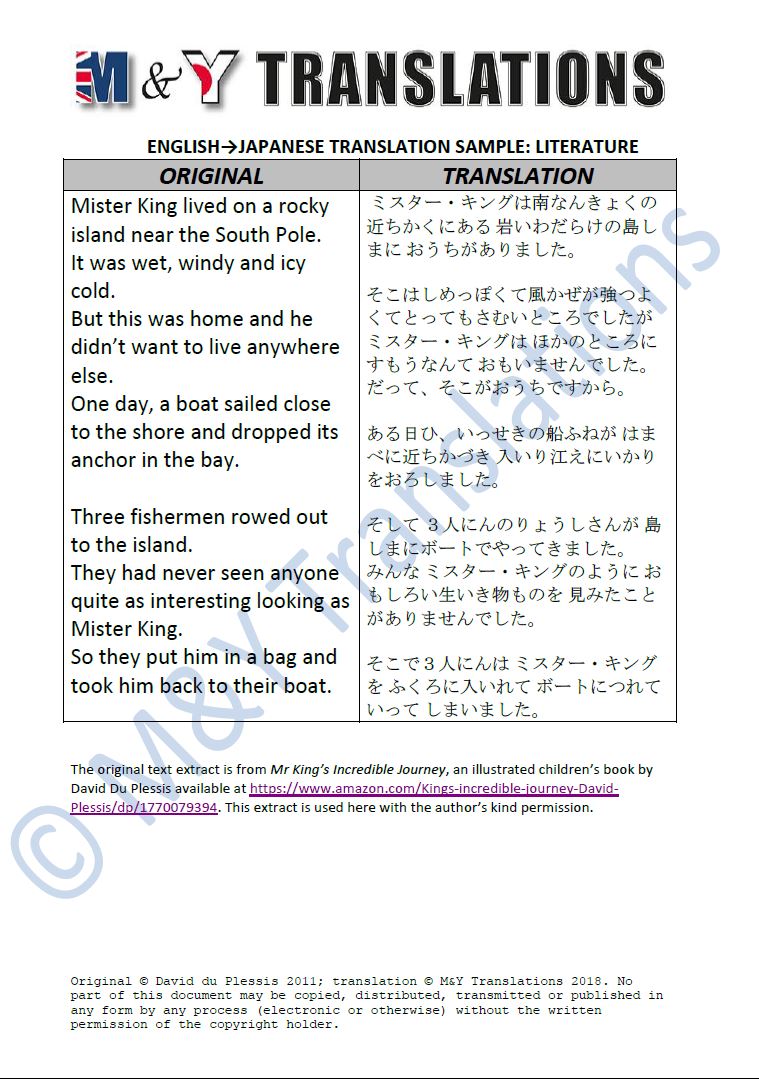 M & Y TRANSLATIONS
ENGLISH→JAPANESE TRANSLATION SAMPLE: LITERATURE
ORIGINAL
Mister King lived on a rocky
island near the South Pole.
It was wet, windy and icy
cold.
But this was home and he
didn’t want to live anywhere
else.
One day, a boat sailed close
to the shore and dropped its
anchor in the bay.
Three fishermen rowed out
to the island.
They had never seen anyone
quite as interesting looking as
Mister King.
So they put him in a bag and
took him back to their boat.
TRANSLATION
ミスター・キングは南なんきょくの
近ちかくにある 岩いわだらけの島し
まに おうちがありました。
そこはしめっぽくて風かぜが強つよ
くてとってもさむいところでしたが
ミスター・キングは ほかのところに
すもうなんて おもいませんでした。
だって、そこがおうちですから。
ある日ひ、いっせきの船ふねが はま
べに近ちかづき 入いり江えにいかり
をおろしました。
そして 3人にんのりょうしさんが 島
しまにボートでやってきました。
みんな ミスター・キングのように お
もしろい生いき物ものを 見みたこと
がありませんでした。
そこで3人にんは ミスター・キング
を ふくろに入いれて ボートにつれて
いって しまいました。
The original text extract is from Mr King’s Incredible Journey, an illustrated children’s book by
David Du Plessis available at https://www.amazon.com/Kings-incredible-journey-David-
Plessis/dp/1770079394. This extract is used here with the author’s kind permission.
© M&Y Translations
Original © David du Plessis 2011; translation © M&Y Translations 2018. No
part of this document may be copied, distributed, transmitted or published in
any form by any process (electronic or otherwise) without the written
permission of the copyright holder.